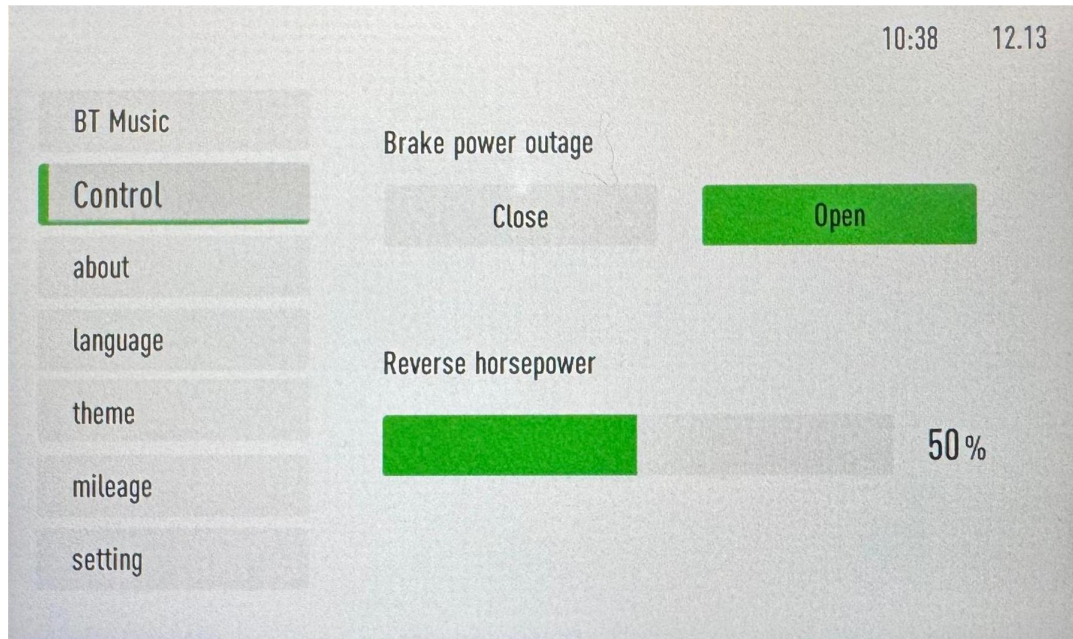 10:38 12.13
BT Music
Control
about
language
theme
mileage
setting
Brake power outage
Close Open
Reverse horsepower
50%